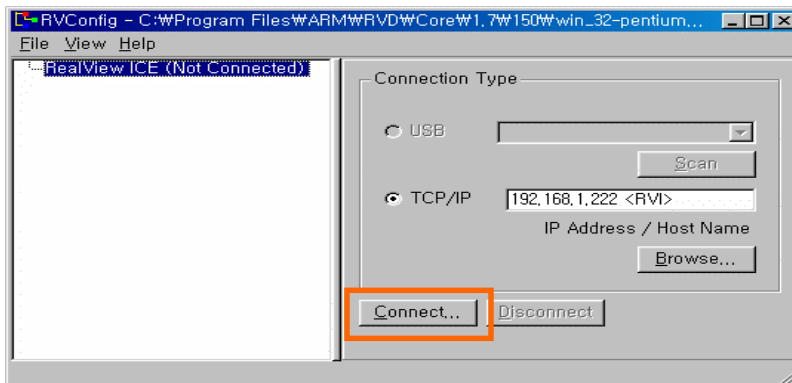 RVConfig - C:₩Program Files₩ARM₩RVD₩Core₩1,7₩150₩win_32-pentium...
File View Help
RealView ICE (Not Connected)
Connection Type
USB
Scan
TCP/IP
192,168,1,222 <RVI>
IP Address / Host Name
Browse...
Connect...
Disconnect